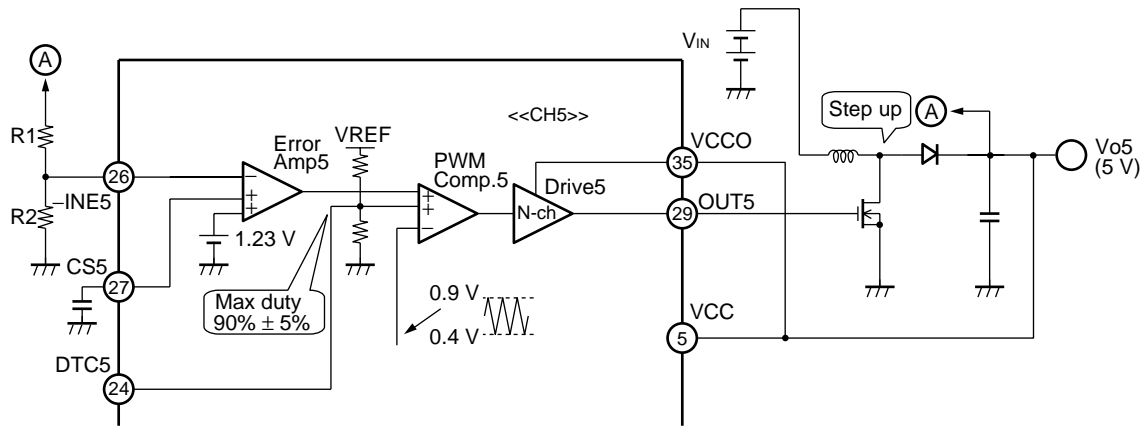 A
R1
R2
26
−INE5
CS5
27
DTC5
24
Error
Amp5
1.23 V
VREF
Max duty
90% ± 5%
PWM
Comp.5
0.9 V
0.4 V
<<CH5>>
N-ch
Drive5
VCCO
35
OUT5
29
VCC
5
VIN
Step up
A
Vo5
(5 V)